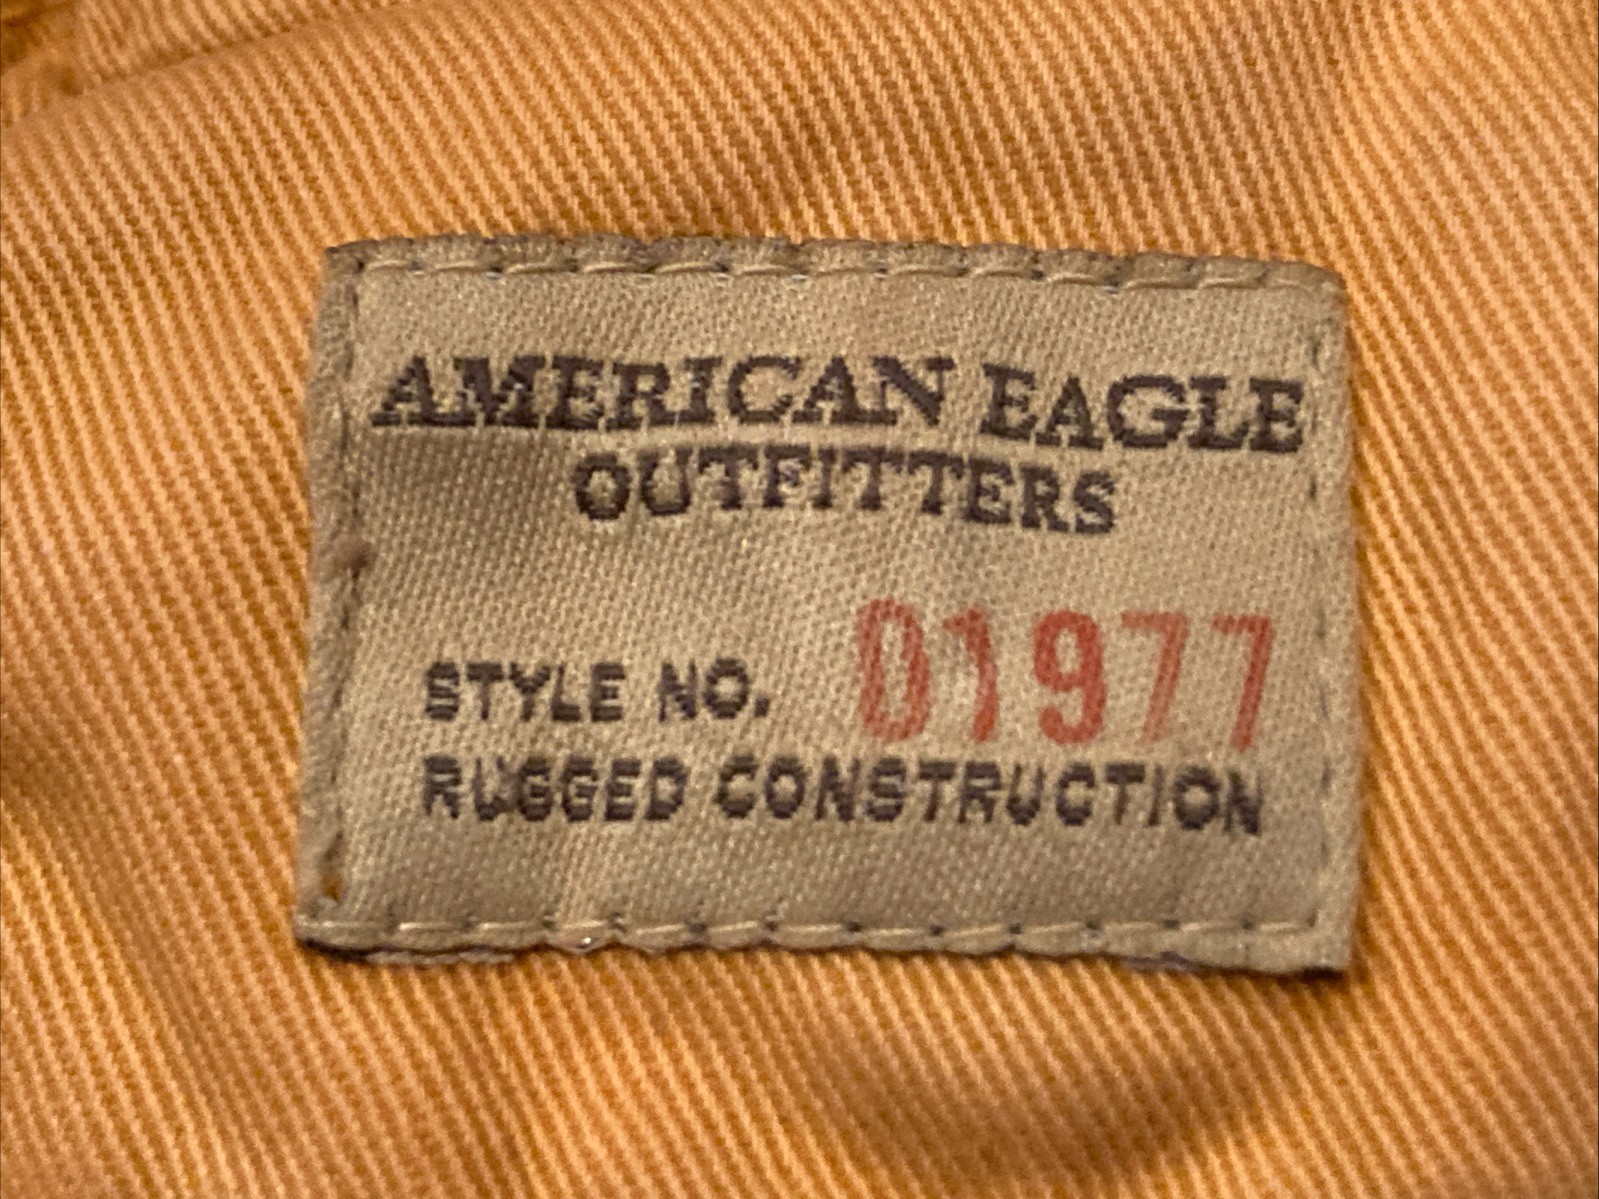 AMERICAN EAGLE
OUTFITTERS
STYLE NO. 01977
RUGGED CONSTRUCTION